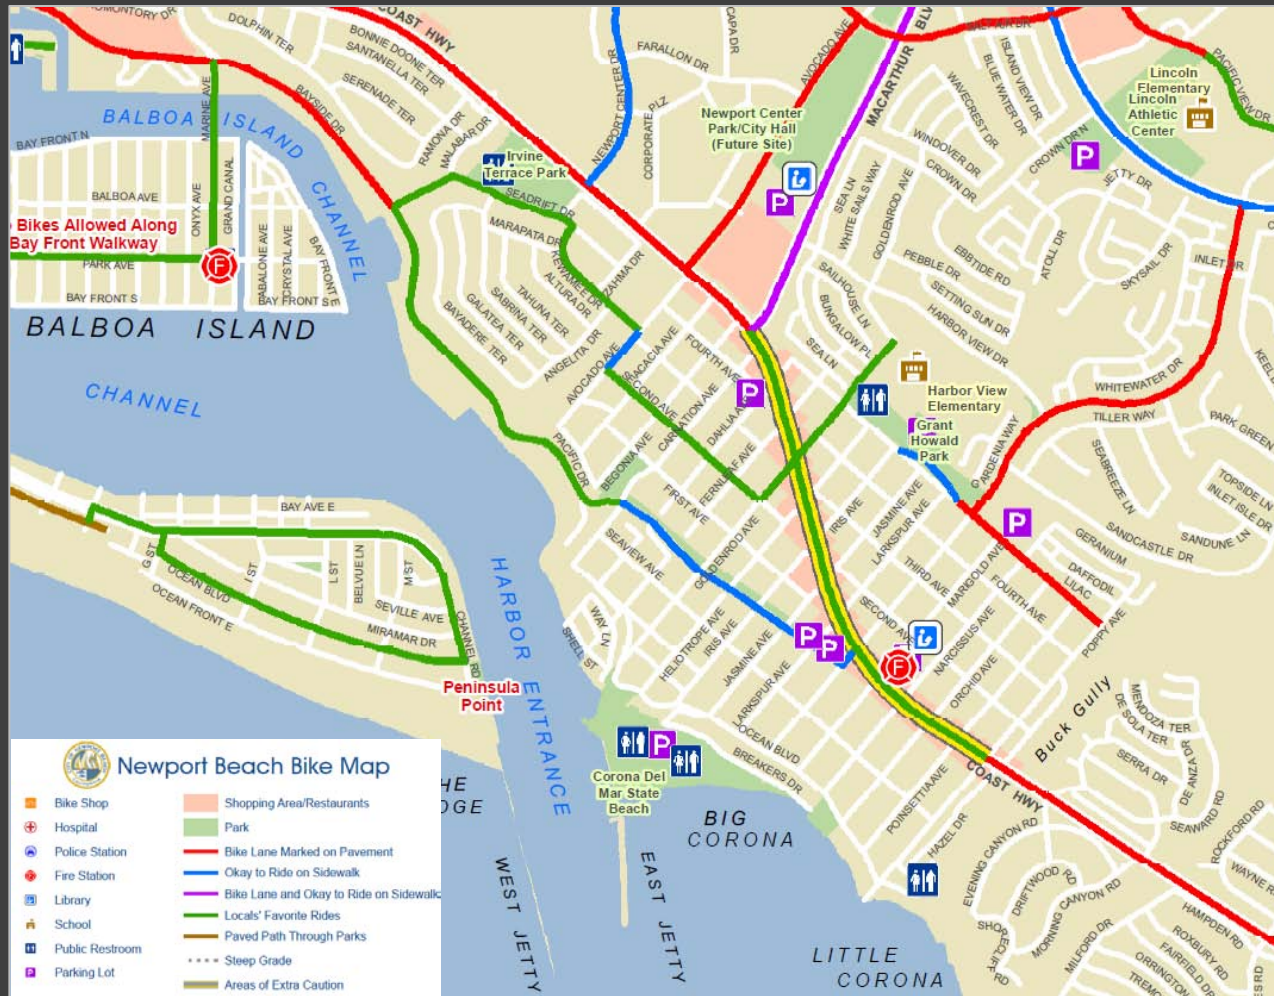 COAST HWY
DOLPHIN TER
BONNIE DOONE TER
SANTANELLA TER
SERENADE TER
RAMONA DR
MALABAR DR
BAYSIDE DR
FARALLON DR
CORPORATE PLZ
NEWPORT CENTER DR
AVOCADO AVE
MACARTHUR BLV
ISLAND VIEW DR
BLUE WATER DR
WAVECREST DR
WINDOVER DR
CROWN DR
CROWN DR N
JETTY DR
PACIFIC VIEW DR
Lincoln
Elementary
Lincoln
Athletic
Center
Newport Center
Park/City Hall
(Future Site)
Irvine
Terrace Park
SEADRIFT DR
MARAPATA DR
KEWAMEE DR
ALTURA DR
ZAHMA DR
TAHUNA TER
SABRINA TER
GALATEA TER
BAYADERE TER
ANGELITA DR
BALBOA ISLAND
CHANNEL
MARINE AVE
BAY FRONT N
BALBOA AVE
ONYX AVE
GRAND CANAL
Bikes Allowed Along
Bay Front Walkway
PARK AVE
BAY FRONT S
ABALONE AVE
CRYSTAL AVE
BAY FRONT E
BAY FRONT S E
F
BALBOA ISLAND
CHANNEL
SEA LN
WHITE SAILS WAY
GOLDENROD AVE
PEBBLE DR
EBBTIDE RD
SETTING SUN DR
HARBOR VIEW DR
ATOLL DR
SKYSAIL DR
INLET DR
SAILHOUSE LN
BUNGALOW PL
SEA LN
WHITEWATER DR
TILLER WAY
PARK GREEN
TOPSIDE LN
INLET ISLE DR
SANDUNE LN
SANDCASTLE DR
SEABREEZE LN
GERANIUM
DAFFODIL
LILAC
POPPY AVE
Harbor View
Elementary
Grant
Howald
Park
GARDENIA WAY
AVOCADO AVE
ACACIA AVE
FOURTH AVE
SECOND AVE
CARNATION AVE
DAHLIA AVE
BEGONIA AVE
FERNLEAF AVE
FIRST AVE
PACIFIC DR
GOLDENROD AVE
SEAVIEW AVE
HELIOTROPE AVE
IRIS AVE
JASMINE AVE
LARKSPUR AVE
IRIS AVE
JASMINE AVE
LARKSPUR AVE
THIRD AVE
MARIGOLD AVE
FOURTH AVE
SECOND AVE
NARCISSUS AVE
ORCHID AVE
F
WAY LN
SHELL ST
OCEAN BLVD
BREAKERS DR
BAY AVE E
G ST
OCEAN BLVD
OCEAN FRONT E
I ST
L ST
BELVUE LN
M ST
SEVILLE AVE
MIRAMAR DR
CHANNEL RD
Peninsula
Point
HARBOR ENTRANCE
Corona Del
Mar State
Beach
BIG
CORONA
WEST JETTY
EAST JETTY
LITTLE
CORONA
Buck Gully
COAST HWY
POINSETTIA AVE
HAZEL DR
EVENING CANYON RD
DRIFTWOOD RD
MORNING CANYON RD
MILFORD DR
HAMPDEN RD
ROXBURY RD
FAIRFIELD DR
ORRINGTON
MENDOZA TER
DE SOLA TER
SERRA DR
DE ANZA DR
SEAWARD RD
ROCKFORD RD
WAYNE R
P
P
P
P
P
P
P
Newport Beach Bike Map
Bike Shop
Hospital
Police Station
Fire Station
Library
School
Public Restroom
Parking Lot
Shopping Area/Restaurants
Park
Bike Lane Marked on Pavement
Okay to Ride on Sidewalk
Bike Lane and Okay to Ride on Sidewalk
Locals' Favorite Rides
Paved Path Through Parks
Steep Grade
Areas of Extra Caution